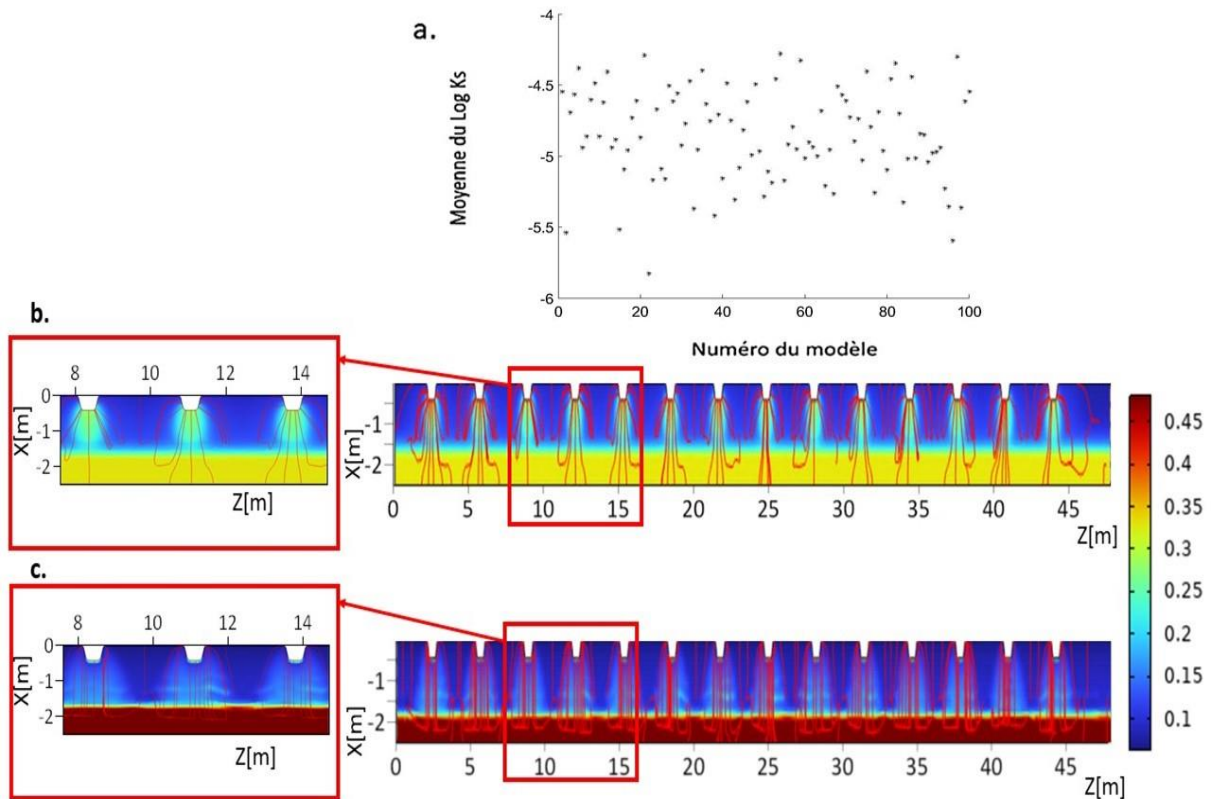 a.
Moyenne du Log Ks
-4
-4.5
-5
-5.5
-6
0 20 40 60 80 100
Numéro du modèle
b.
8 10 12 14
0
-1
-2
X[m]
Z[m]
-1
-2
X[m]
0 5 10 15 20 25 30 35 40 45
Z[m]
c.
8 10 12 14
0
-1
-2
X[m]
Z[m]
-1
-2
X[m]
0 5 10 15 20 25 30 35 40 45
Z[m]
0.45
0.4
0.35
0.3
0.25
0.2
0.15
0.1